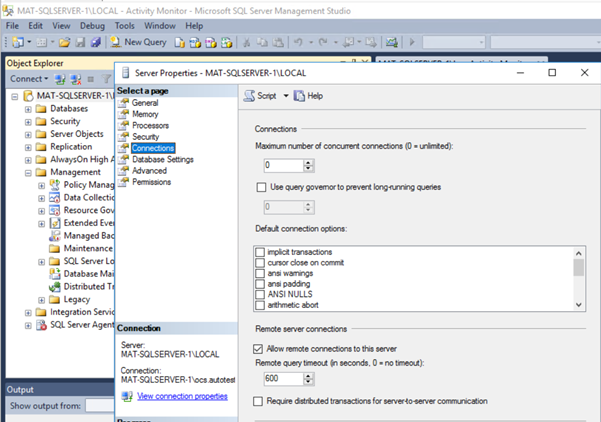 MAT-SQLSERVER-1\LOCAL - Activity Monitor - Microsoft SQL Server Management Studio
File Edit View Debug Tools Window Help
New Query
Object Explorer
Connect
MAT-SQLSERVER-1\
Databases
Security
Server Objects
Replication
AlwaysOn High A
Management
Policy Manag
Data Collectio
Resource Gov
Extended Eve
Managed Bac
Maintenance
SQL Server Lo
Database Mai
Distributed Tr
Legacy
Integration Servic
SQL Server Agent
Output
Show output from:
Server Properties - MAT-SQLSERVER-1\LOCAL
Select a page
General
Memory
Processors
Security
Connections
Database Settings
Advanced
Permissions
Connection
Server:
MAT-SQLSERVER-1\LOCAL
Connection:
MAT-SQLSERVER-1\ocs.autotest
View connection properties
Script Help
Connections
Maximum number of concurrent connections (0 = unlimited):
0
Use query governor to prevent long-running queries
0
Default connection options:
implicit transactions
cursor close on commit
ansi warnings
ansi padding
ANSI NULLS
arithmetic abort
Remote server connections
Allow remote connections to this server
Remote query timeout (in seconds, 0 = no timeout):
600
Require distributed transactions for server-to-server communication